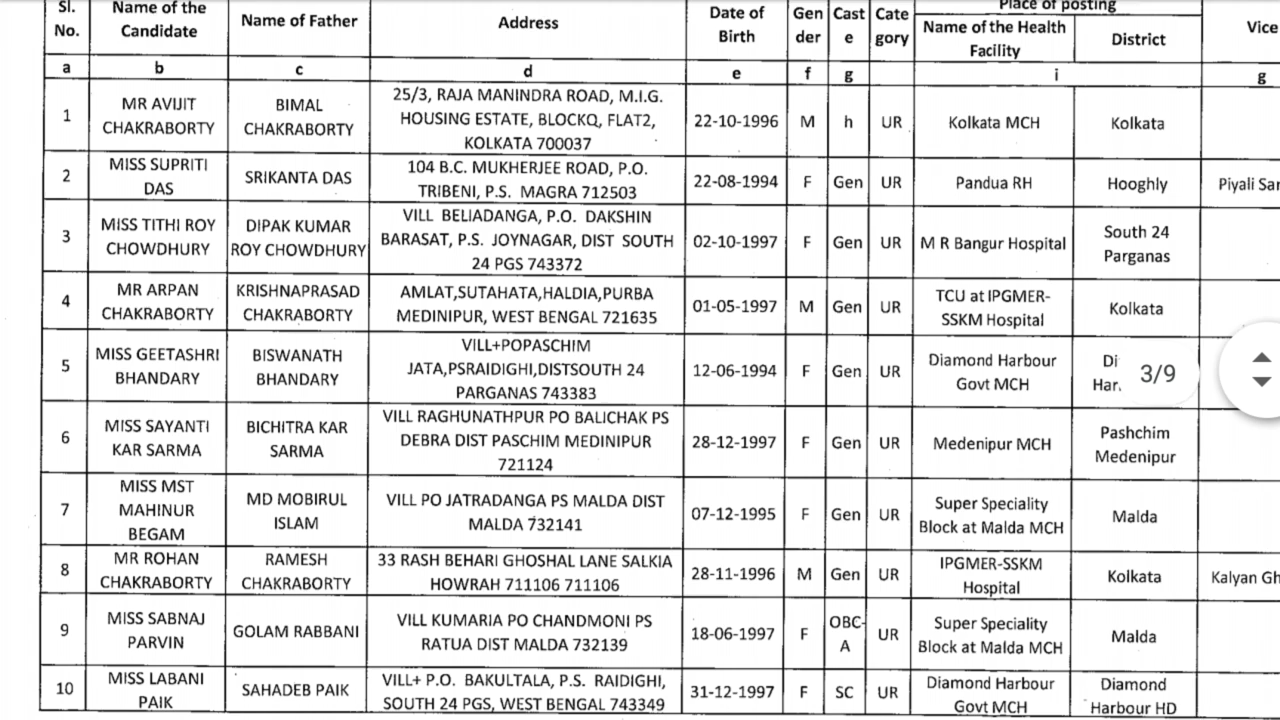 Sl. No. | Name of the Candidate | Name of Father | Address | Date of Birth | Gen der | Cast e | Cate gory | Place of posting | Vice
Name of the Health Facility | District
a | b | c | d | e | f | g | i | g
1 | MR AVIJIT CHAKRABORTY | BIMAL CHAKRABORTY | 25/3, RAJA MANINDRA ROAD, M.I.G. HOUSING ESTATE, BLOCKQ, FLAT2, KOLKATA 700037 | 22-10-1996 | M | h | UR | Kolkata MCH | Kolkata
2 | MISS SUPRITI DAS | SRIKANTA DAS | 104 B.C. MUKHERJEE ROAD, P.O. TRIBENI, P.S. MAGRA 712503 | 22-08-1994 | F | Gen | UR | Pandua RH | Hooghly | Piyali Sar
3 | MISS TITHI ROY CHOWDHURY | DIPAK KUMAR ROY CHOWDHURY | VILL BELIADANGA, P.O. DAKSHIN BARASAT, P.S. JOYNAGAR, DIST SOUTH 24 PGS 743372 | 02-10-1997 | F | Gen | UR | M R Bangur Hospital | South 24 Parganas
4 | MR ARPAN CHAKRABORTY | KRISHNAPRASAD CHAKRABORTY | AMLAT,SUTAHATA,HALDIA,PURBA MEDINIPUR, WEST BENGAL 721635 | 01-05-1997 | M | Gen | UR | TCU at IPGMER-SSKM Hospital | Kolkata
5 | MISS GEETASHRI BHANDARY | BISWANATH BHANDARY | VILL+POPASCHIM JATA,PSRAIDIGHI,DISTSOUTH 24 PARGANAS 743383 | 12-06-1994 | F | Gen | UR | Diamond Harbour Govt MCH | Di Har.
3/9
6 | MISS SAYANTI KAR SARMA | BICHITRA KAR SARMA | VILL RAGHUNATHPUR PO BALICHAK PS DEBRA DIST PASCHIM MEDINIPUR 721124 | 28-12-1997 | F | Gen | UR | Medenipur MCH | Pashchim Medenipur
7 | MISS MST MAHINUR BEGAM | MD MOBIRUL ISLAM | VILL PO JATRADANGA PS MALDA DIST MALDA 732141 | 07-12-1995 | F | Gen | UR | Super Speciality Block at Malda MCH | Malda
8 | MR ROHAN CHAKRABORTY | RAMESH CHAKRABORTY | 33 RASH BEHARI GHOSHAL LANE SALKIA HOWRAH 711106 711106 | 28-11-1996 | M | Gen | UR | IPGMER-SSKM Hospital | Kolkata | Kalyan Gh
9 | MISS SABNAJ PARVIN | GOLAM RABBANI | VILL KUMARIA PO CHANDMONI PS RATUA DIST MALDA 732139 | 18-06-1997 | F | OBC-A | UR | Super Speciality Block at Malda MCH | Malda
10 | MISS LABANI PAIK | SAHADEB PAIK | VILL+ P.O. BAKULTALA, P.S. RAIDIGHI, SOUTH 24 PGS, WEST BENGAL 743349 | 31-12-1997 | F | SC | UR | Diamond Harbour Govt MCH | Diamond Harbour HD